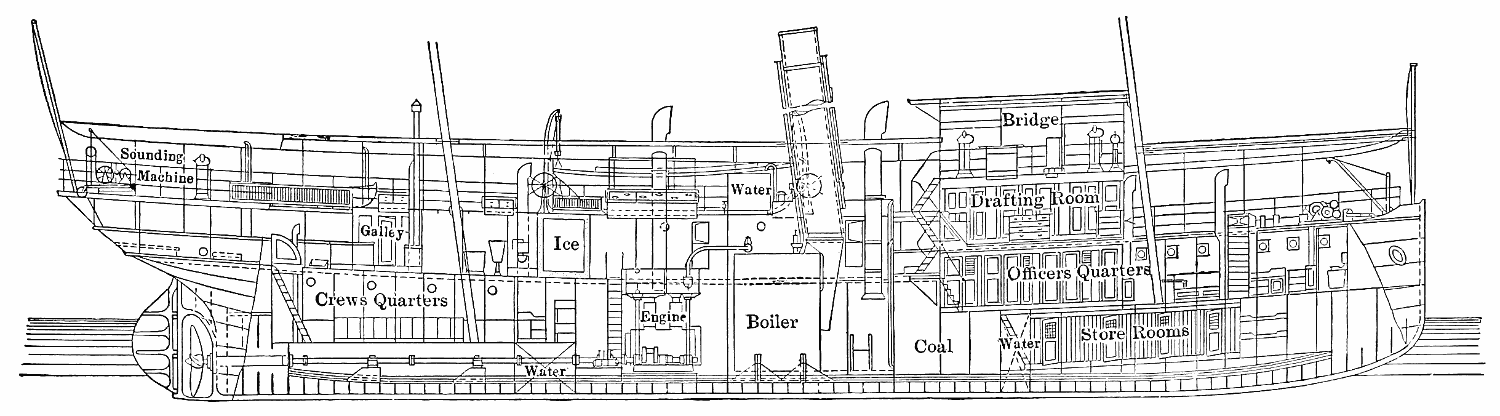 Sounding
Machine
Galley
Crews Quarters
Ice
Water
Engine
Boiler
Water
Bridge
Drafting Room
Officers Quarters
Coal
Water
Store Rooms